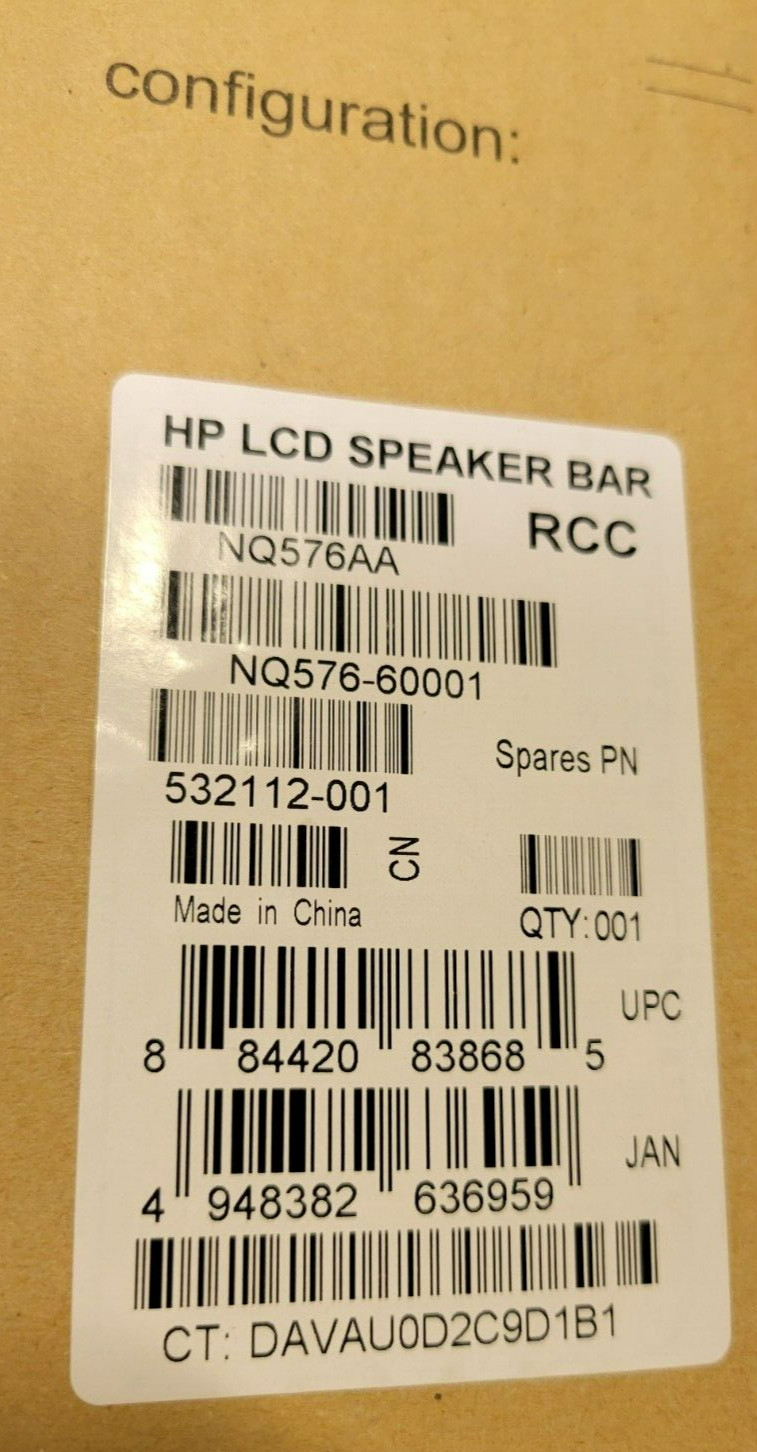 configuration:
HP LCD SPEAKER BAR
RCC
NQ576AA
NQ576-60001
Spares PN
532112-001
CN
Made in China
QTY:001
UPC
8 84420 83868 5
JAN
4 948382 636959
CT: DAVAU0D2C9D1B1